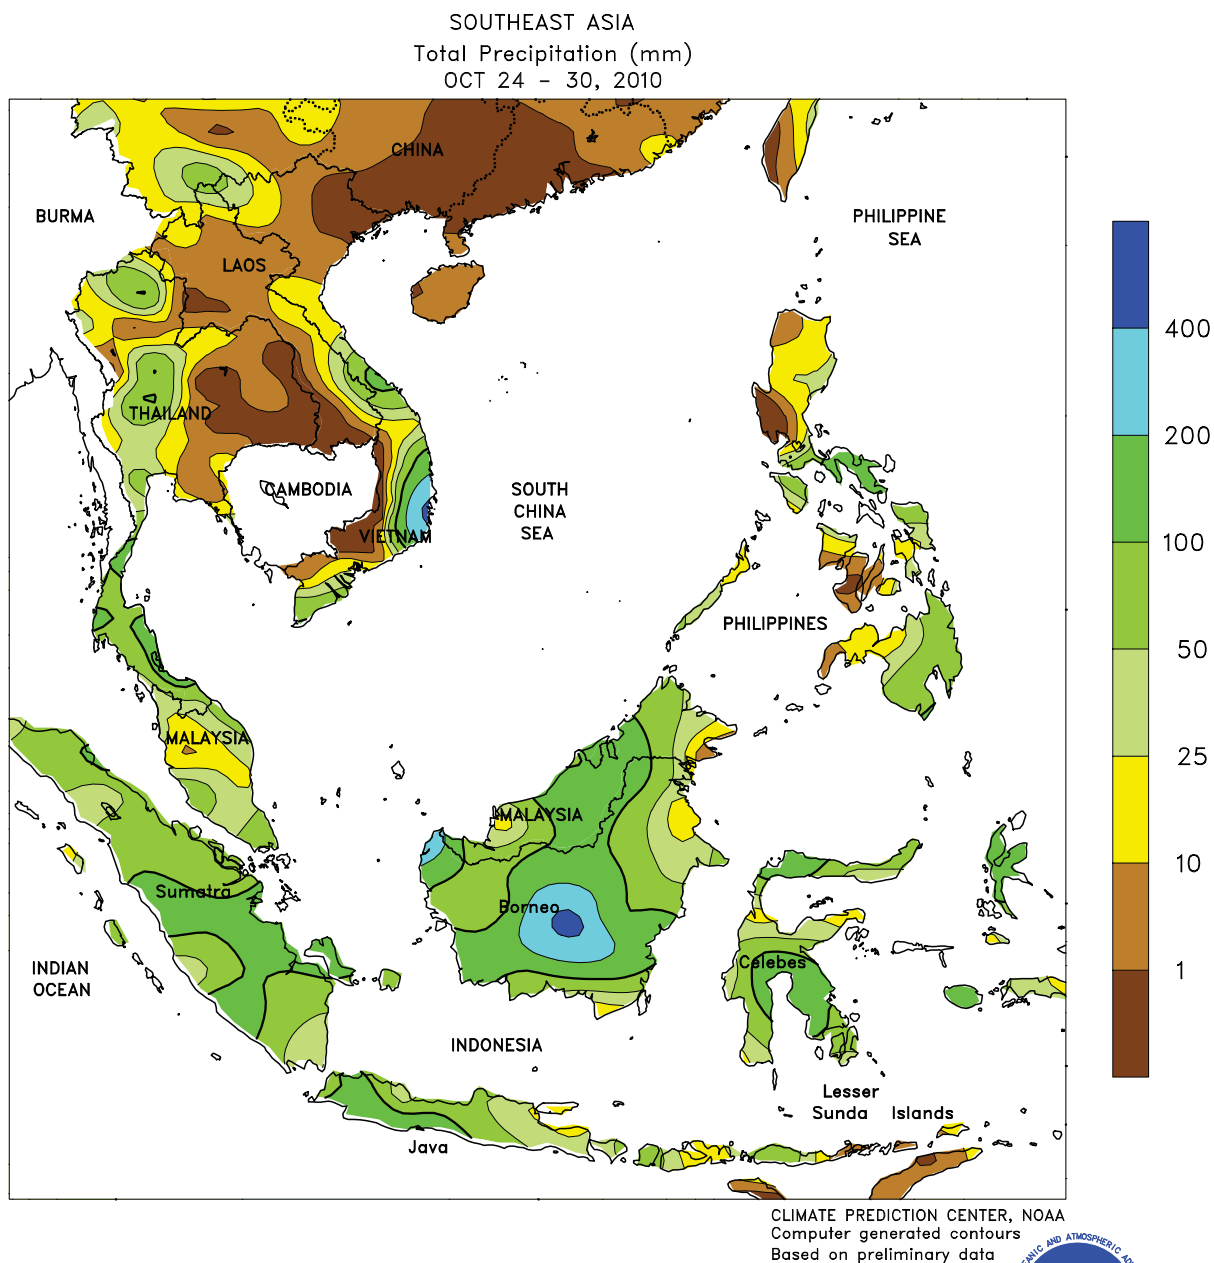 SOUTHEAST ASIA
Total Precipitation (mm)
OCT 24 - 30, 2010
CHINA
BURMA
PHILIPPINE
SEA
LAOS
400
THAILAND
200
CAMBODIA
SOUTH
CHINA
SEA
VIETNAM
100
PHILIPPINES
50
MALAYSIA
25
MALAYSIA
10
Sumatra
Borneo
INDIAN
OCEAN
Celebes
1
INDONESIA
Lesser
Sunda Islands
Java
CLIMATE PREDICTION CENTER, NOAA
Computer generated contours
Based on preliminary data
AND ATMOSPHERIC